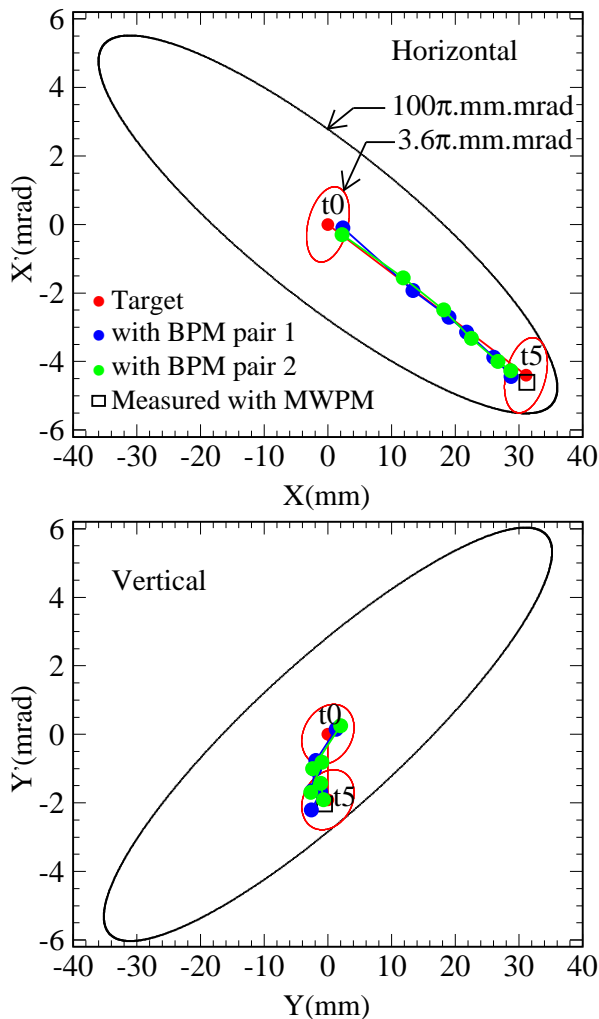 Horizontal
100π.mm.mrad
3.6π.mm.mrad
t0
t5
Target
with BPM pair 1
with BPM pair 2
Measured with MWPM
X'(mrad)
6
4
2
0
-2
-4
-6
-40 -30 -20 -10 0 10 20 30 40
X(mm)
Vertical
t0
t5
Y'(mrad)
6
4
2
0
-2
-4
-6
-40 -30 -20 -10 0 10 20 30 40
Y(mm)